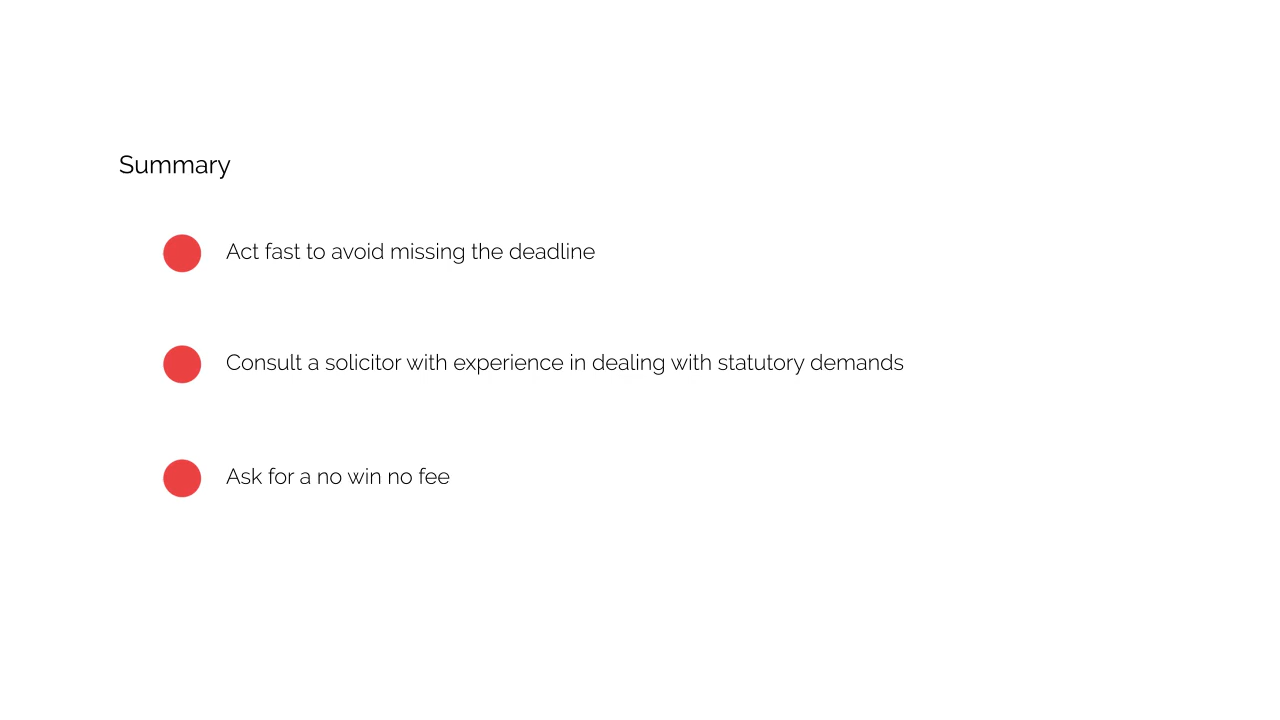 Summary
Act fast to avoid missing the deadline
Consult a solicitor with experience in dealing with statutory demands
Ask for a no win no fee